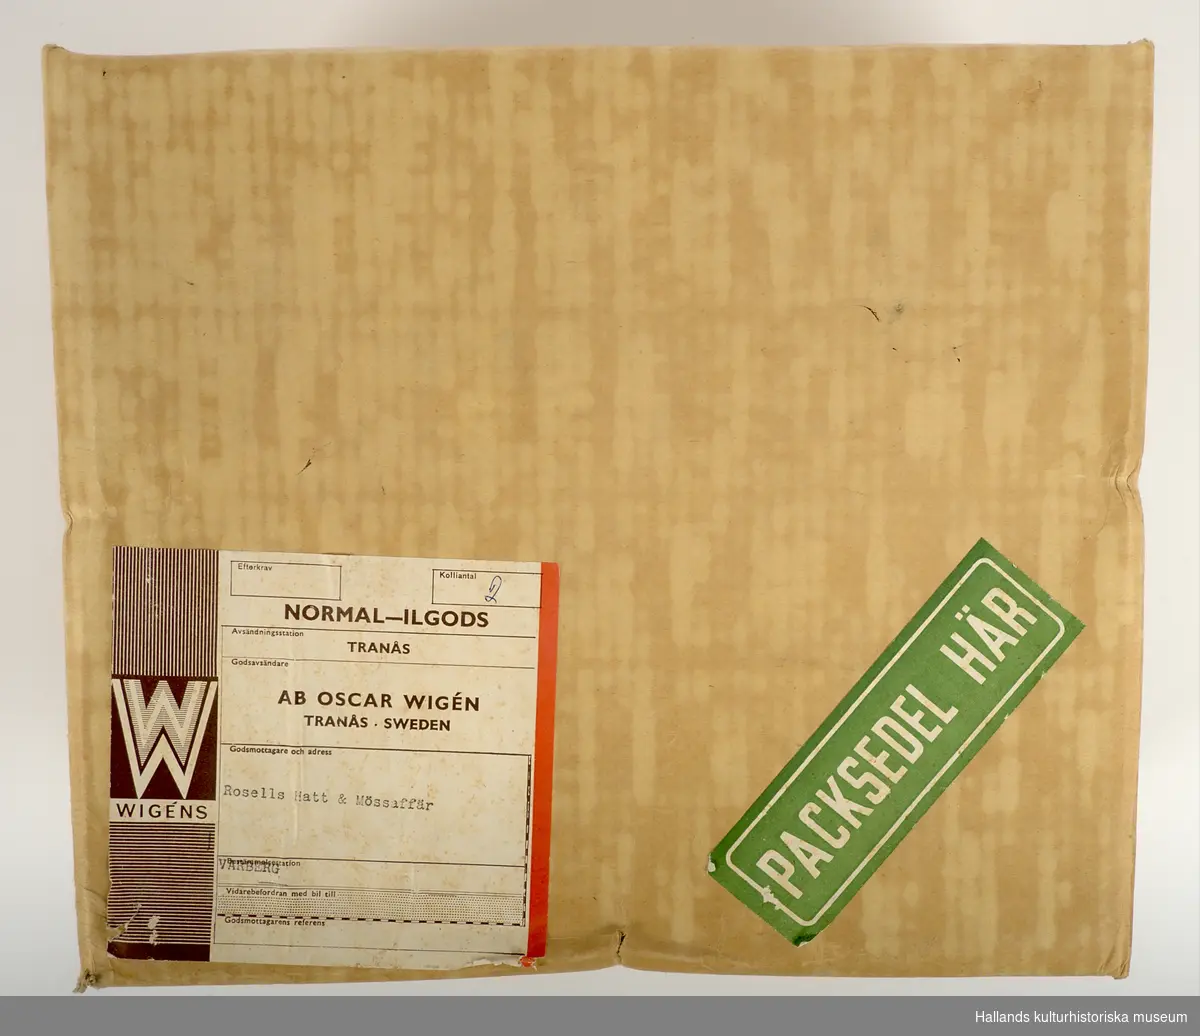 Efterkrav
Kolliantal
2
NORMAL—ILGODS
Avsändningsstation
TRANÅS
Godsavsändare
AB OSCAR WIGÉN
TRANÅS · SWEDEN
W
WIGÉNS
Godsmottagare och adress
Rosells Hatt & Mössaffär
Bestämmelsestation
VARBERG
Vidarebefordran med bil till
Godsmottagarens referens
PACKSEDEL HÄR
Hallands kulturhistoriska museum